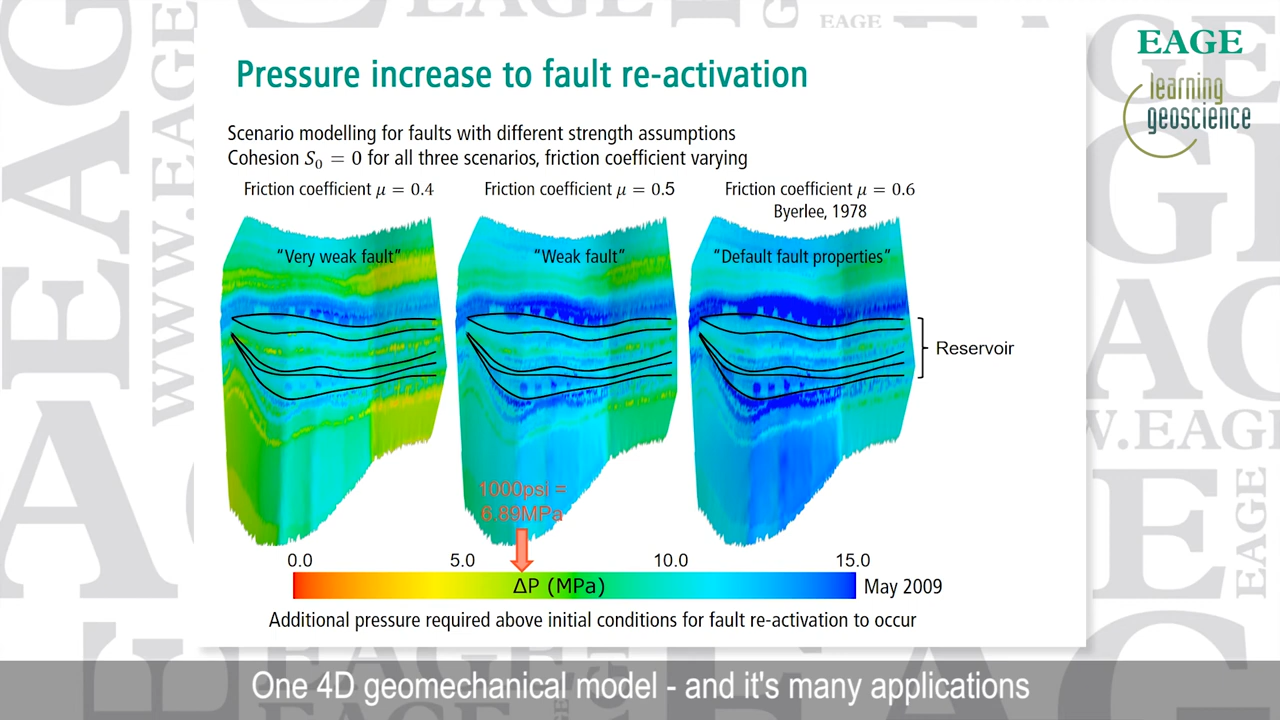 EAGE
learning
geoscience
Pressure increase to fault re-activation
Scenario modelling for faults with different strength assumptions
Cohesion S₀ = 0 for all three scenarios, friction coefficient varying
Friction coefficient μ = 0.4
Friction coefficient μ = 0.5
Friction coefficient μ = 0.6
Byerlee, 1978
"Very weak fault"
"Weak fault"
"Default fault properties"
Reservoir
1000psi =
6.89MPa
0.0 5.0 10.0 15.0
ΔP (MPa)
May 2009
Additional pressure required above initial conditions for fault re-activation to occur
One 4D geomechanical model - and it's many applications